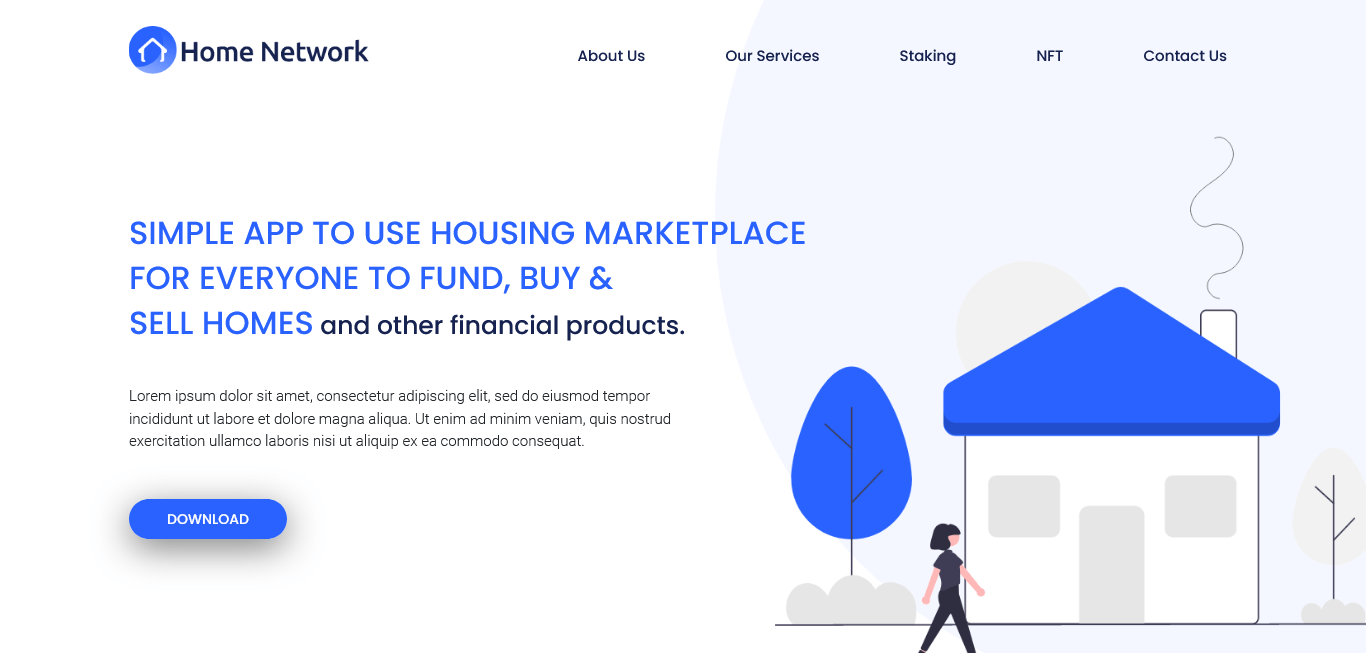 Home Network
About Us
Our Services
Staking
NFT
Contact Us
SIMPLE APP TO USE HOUSING MARKETPLACE
FOR EVERYONE TO FUND, BUY &
SELL HOMES and other financial products.
Lorem ipsum dolor sit amet, consectetur adipiscing elit, sed do eiusmod tempor
incididunt ut labore et dolore magna aliqua. Ut enim ad minim veniam, quis nostrud
exercitation ullamco laboris nisi ut aliquip ex ea commodo consequat.
DOWNLOAD